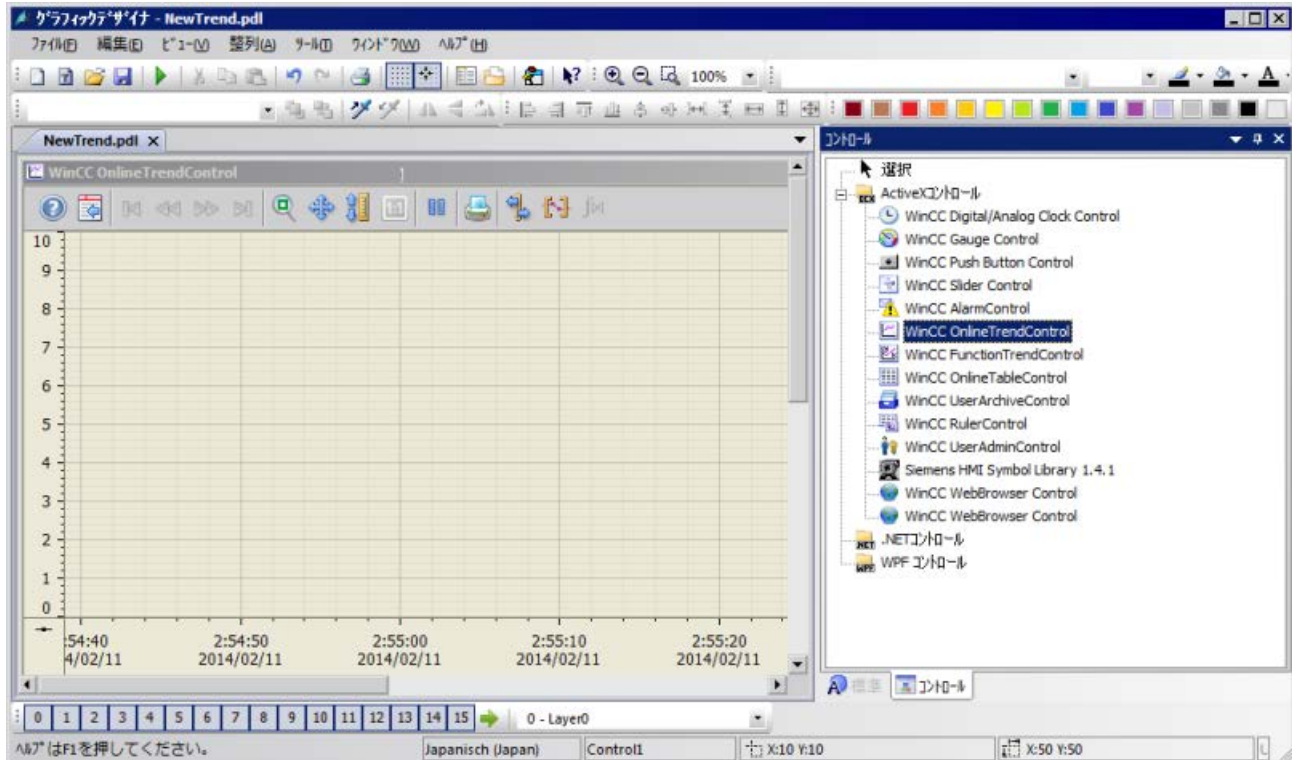 グラフィックデザイナ - NewTrend.pdl
ファイル(F) 編集(E) ビュー(V) 整列(A) ツール(T) ウィンドウ(W) ヘルプ(H)
100%
A
NewTrend.pdl
コントロール
WinCC OnlineTrendControl
10
9
8
7
6
5
4
3
2
1
0
:54:40 2:54:50 2:55:00 2:55:10 2:55:20
4/02/11 2014/02/11 2014/02/11 2014/02/11 2014/02/11
選択
ActiveXコントロール
WinCC Digital/Analog Clock Control
WinCC Gauge Control
WinCC Push Button Control
WinCC Slider Control
WinCC AlarmControl
WinCC OnlineTrendControl
WinCC FunctionTrendControl
WinCC OnlineTableControl
WinCC UserArchiveControl
WinCC RulerControl
WinCC UserAdminControl
Siemens HMI Symbol Library 1.4.1
WinCC WebBrowser Control
WinCC WebBrowser Control
.NETコントロール
WPF コントロール
標準 コントロール
0 1 2 3 4 5 6 7 8 9 10 11 12 13 14 15 0 - Layer0
ヘルプはF1を押してください。 Japanisch (Japan) Control1 X:10 Y:10 X:50 Y:50